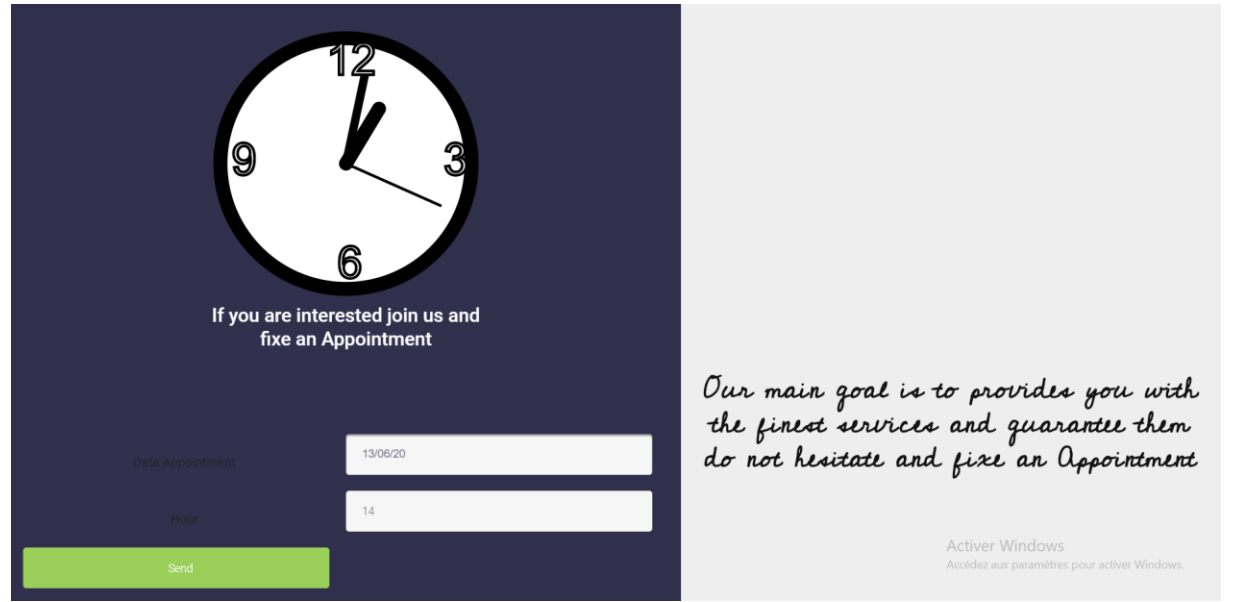 12
9
3
6
If you are interested join us and
fixe an Appointment
Date Appointment
13/06/20
Hour
14
Send
Our main goal is to provides you with
the finest services and guarantee them
do not hesitate and fixe an Appointment
Activer Windows
Accédez aux paramètres pour activer Windows.